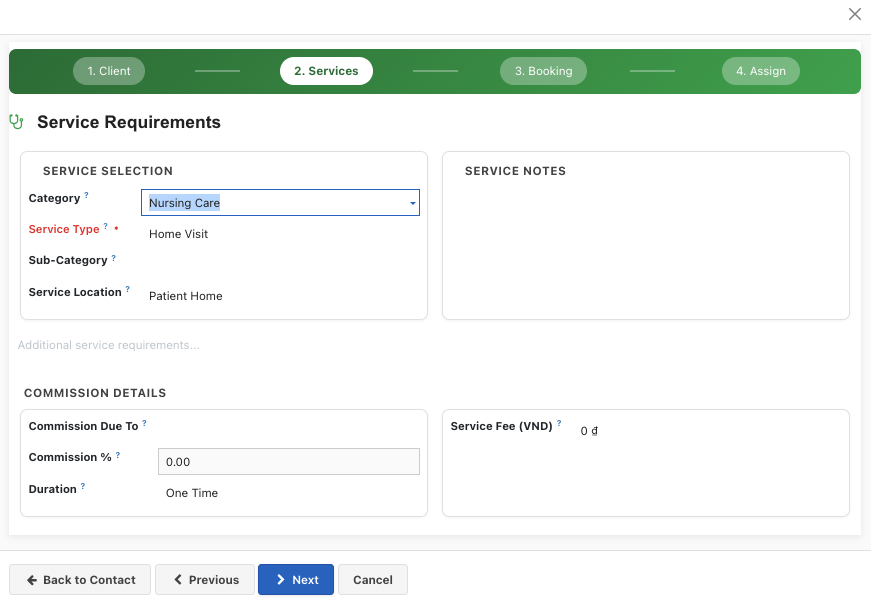 1. Client
2. Services
3. Booking
4. Assign
Service Requirements
SERVICE SELECTION
Category ?
Nursing Care
Service Type ? •
Home Visit
Sub-Category ?
Service Location ?
Patient Home
SERVICE NOTES
Additional service requirements...
COMMISSION DETAILS
Commission Due To ?
Commission % ?
0.00
Duration ?
One Time
Service Fee (VND) ?
0 ₫
Back to Contact
Previous
Next
Cancel